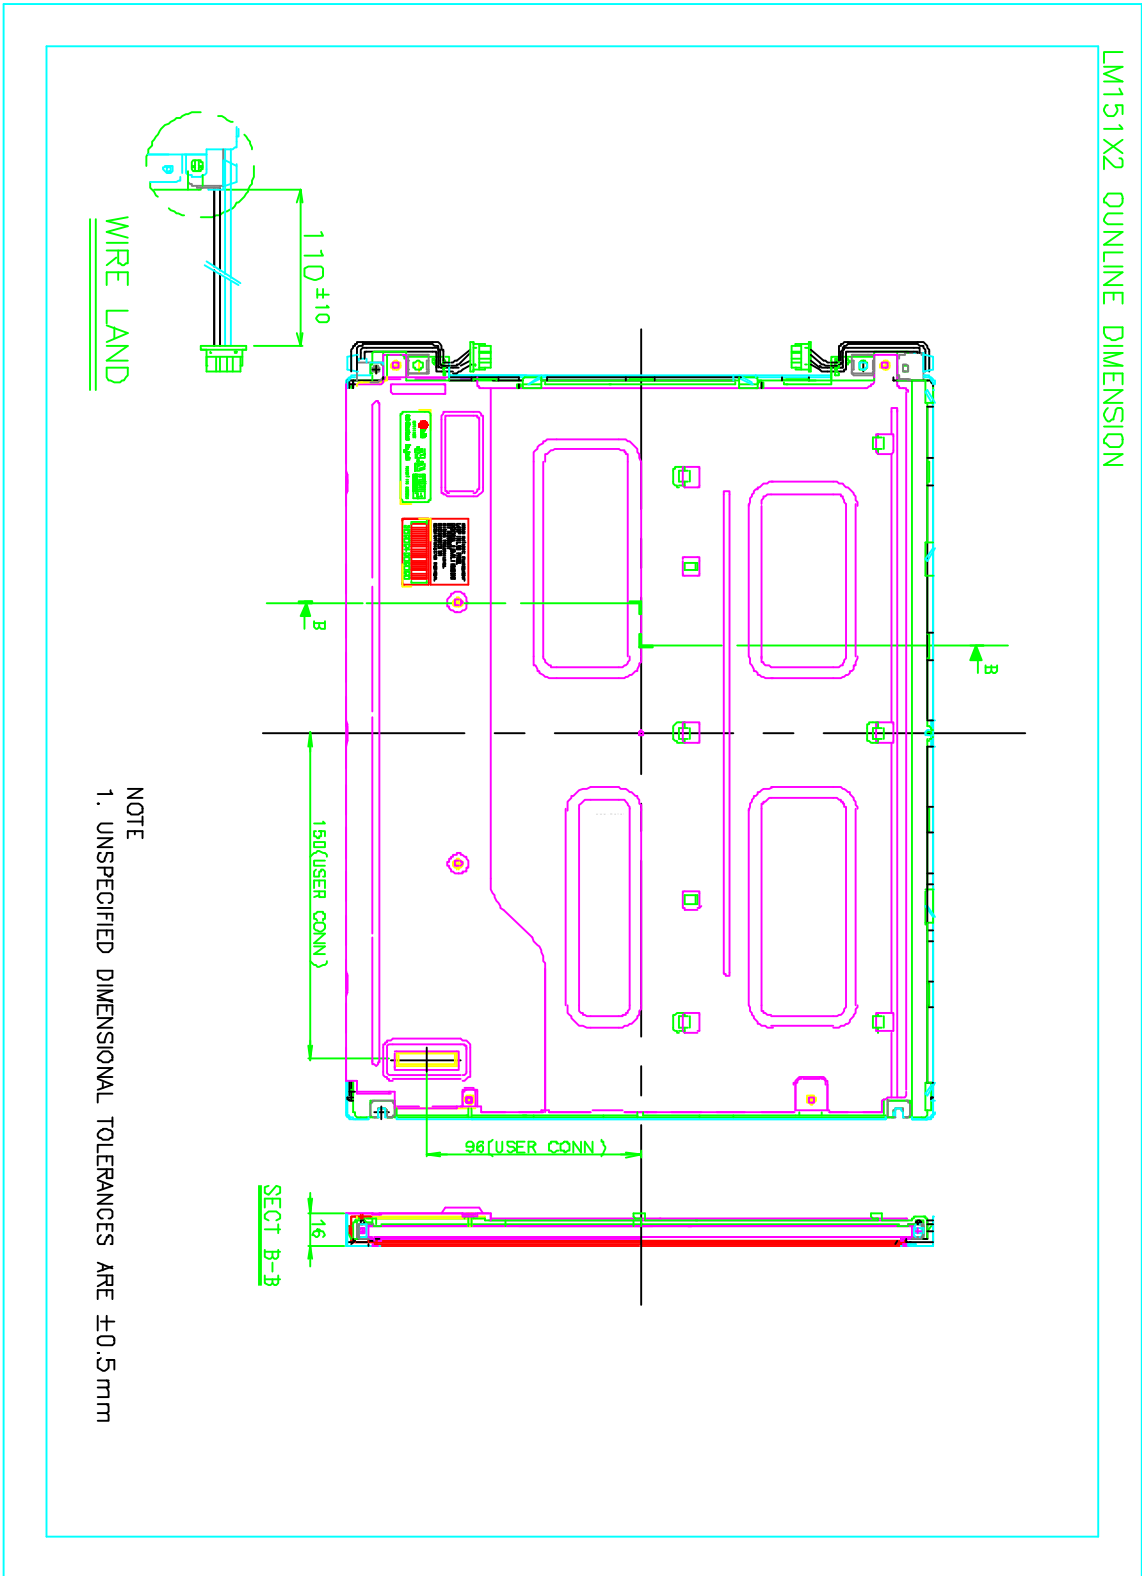 LM151X2 OUNLINE DIMENSION
110±10
WIRE LAND
B
B
150(USER CONN)
96(USER CONN)
16
SECT B-B
NOTE
1. UNSPECIFIED DIMENSIONAL TOLERANCES ARE ±0.5mm